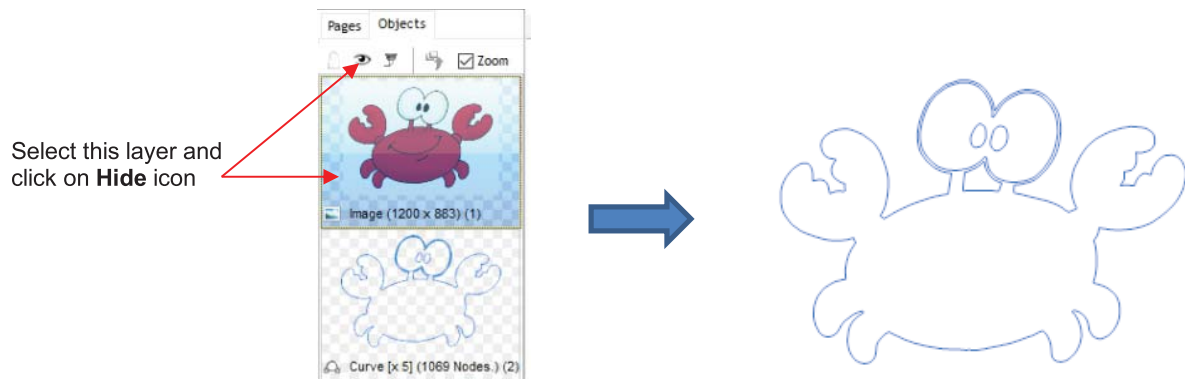 Pages Objects
Zoom
Select this layer and
click on Hide icon
Image (1200 x 883) (1)
Curve [x 5] (1069 Nodes.) (2)